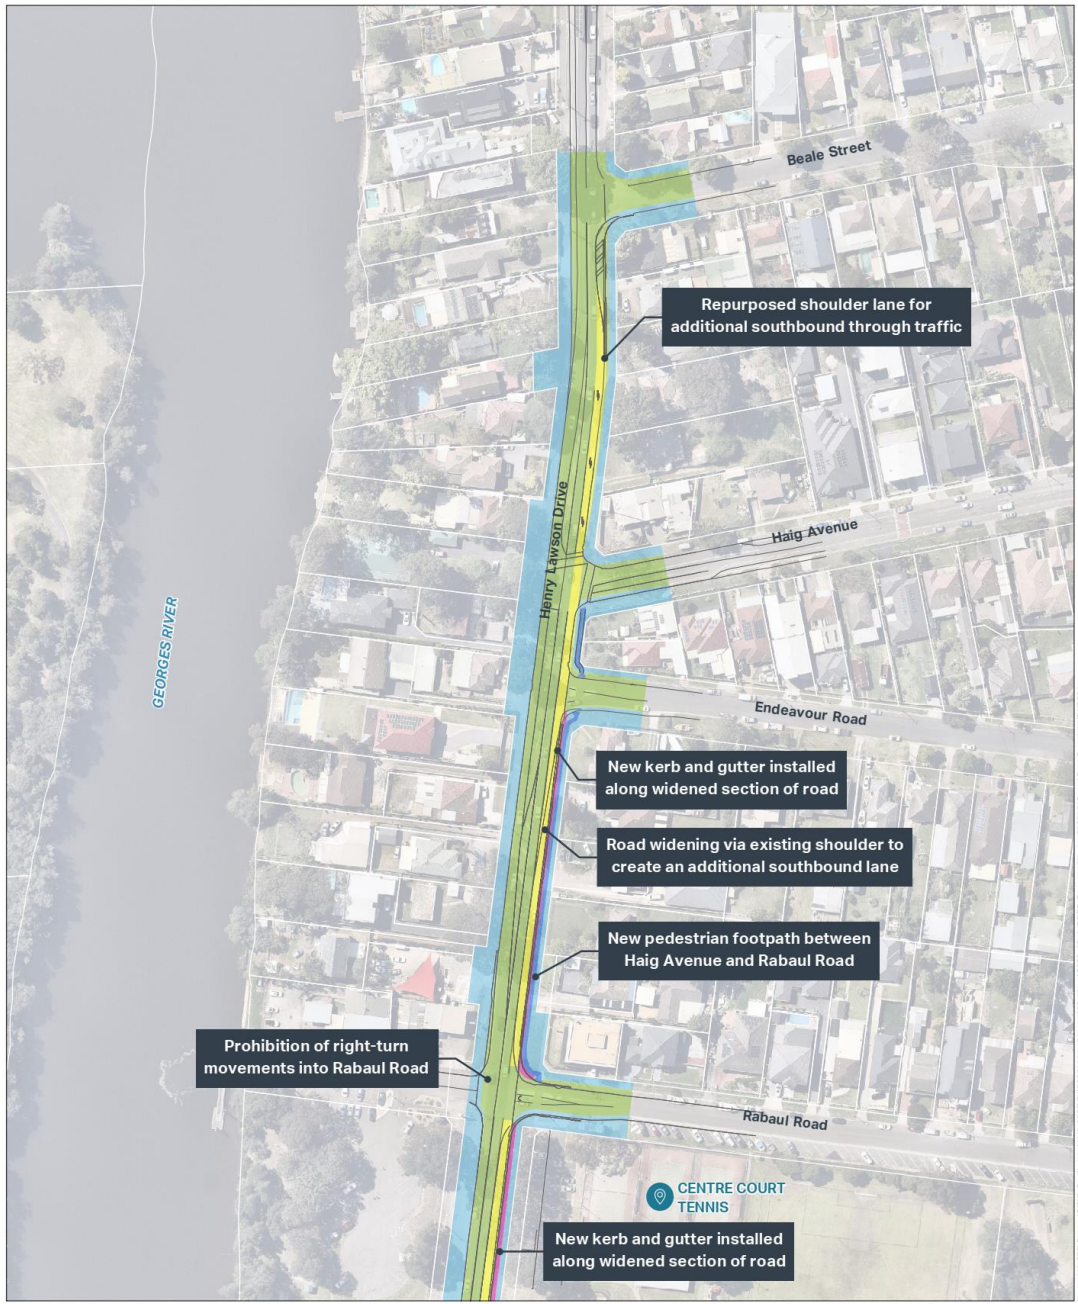 Beale Street
Repurposed shoulder lane for
additional southbound through traffic
Haig Avenue
Henry Lawson Drive
GEORGES RIVER
Endeavour Road
New kerb and gutter installed
along widened section of road
Road widening via existing shoulder to
create an additional southbound lane
New pedestrian footpath between
Haig Avenue and Rabaul Road
Prohibition of right-turn
movements into Rabaul Road
Rabaul Road
CENTRE COURT
TENNIS
New kerb and gutter installed
along widened section of road